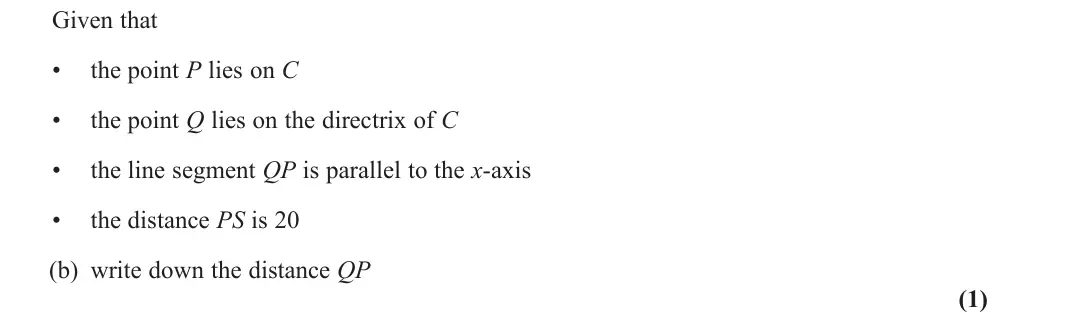 Given that
• the point P lies on C
• the point Q lies on the directrix of C
• the line segment QP is parallel to the x-axis
• the distance PS is 20
(b) write down the distance QP
(1)